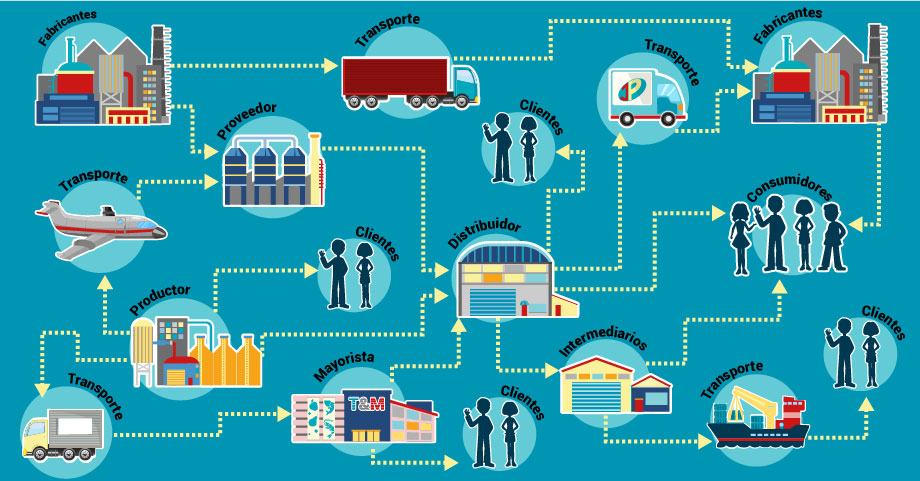 Fabricantes
Transporte
Transporte
Fabricantes
Proveedor
Clientes
Transporte
Clientes
Distribuidor
Consumidores
Productor
Clientes
Transporte
Mayorista
Intermediarios
Transporte
T&M
Clientes